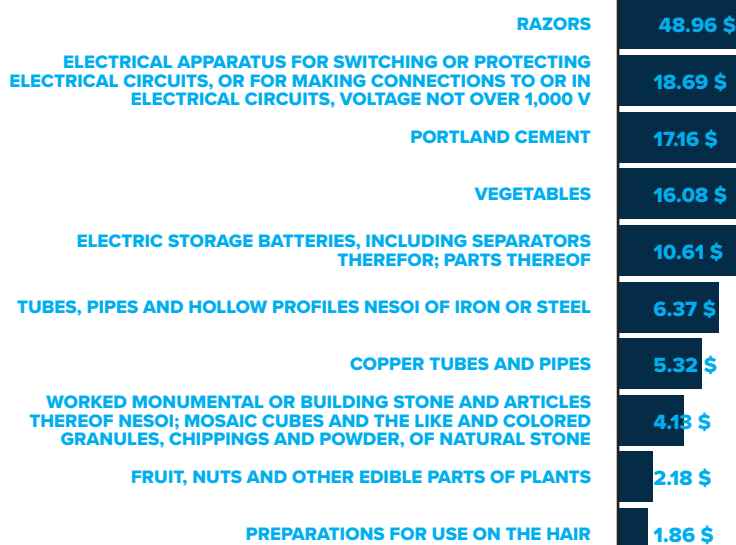 RAZORS 48.96 $
ELECTRICAL APPARATUS FOR SWITCHING OR PROTECTING
ELECTRICAL CIRCUITS, OR FOR MAKING CONNECTIONS TO OR IN
ELECTRICAL CIRCUITS, VOLTAGE NOT OVER 1,000 V
18.69 $
PORTLAND CEMENT 17.16 $
VEGETABLES 16.08 $
ELECTRIC STORAGE BATTERIES, INCLUDING SEPARATORS
THEREFOR; PARTS THEREOF
10.61 $
TUBES, PIPES AND HOLLOW PROFILES NESOI OF IRON OR STEEL 6.37 $
COPPER TUBES AND PIPES 5.32 $
WORKED MONUMENTAL OR BUILDING STONE AND ARTICLES
THEREOF NESOI; MOSAIC CUBES AND THE LIKE AND COLORED
GRANULES, CHIPPINGS AND POWDER, OF NATURAL STONE
4.13 $
FRUIT, NUTS AND OTHER EDIBLE PARTS OF PLANTS 2.18 $
PREPARATIONS FOR USE ON THE HAIR 1.86 $